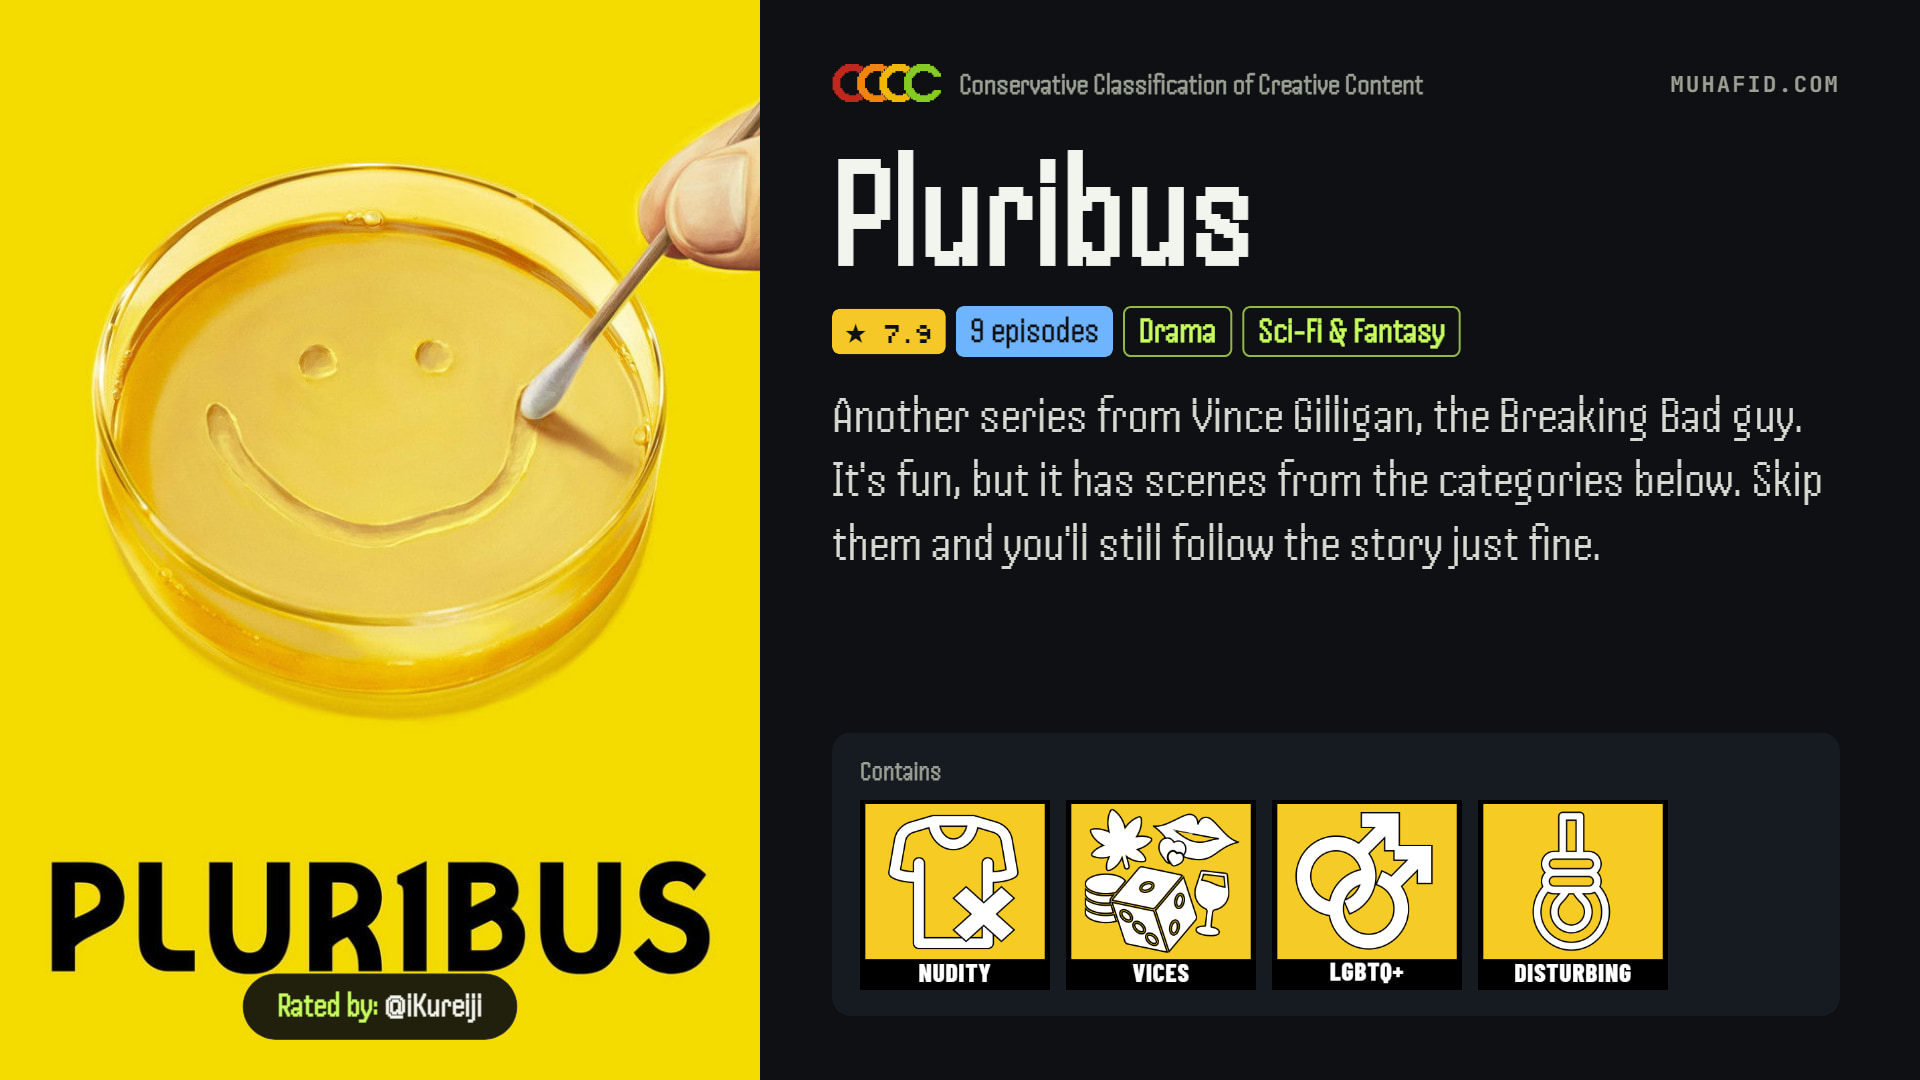 CCCC Conservative Classification of Creative Content
MUHAFID.COM
Pluribus
★ 7.9
9 episodes
Drama
Sci-Fi & Fantasy
Another series from Vince Gilligan, the Breaking Bad guy.
It's fun, but it has scenes from the categories below. Skip
them and you'll still follow the story just fine.
Contains
NUDITY
VICES
LGBTQ+
DISTURBING
PLUR1BUS
Rated by: @iKureiji